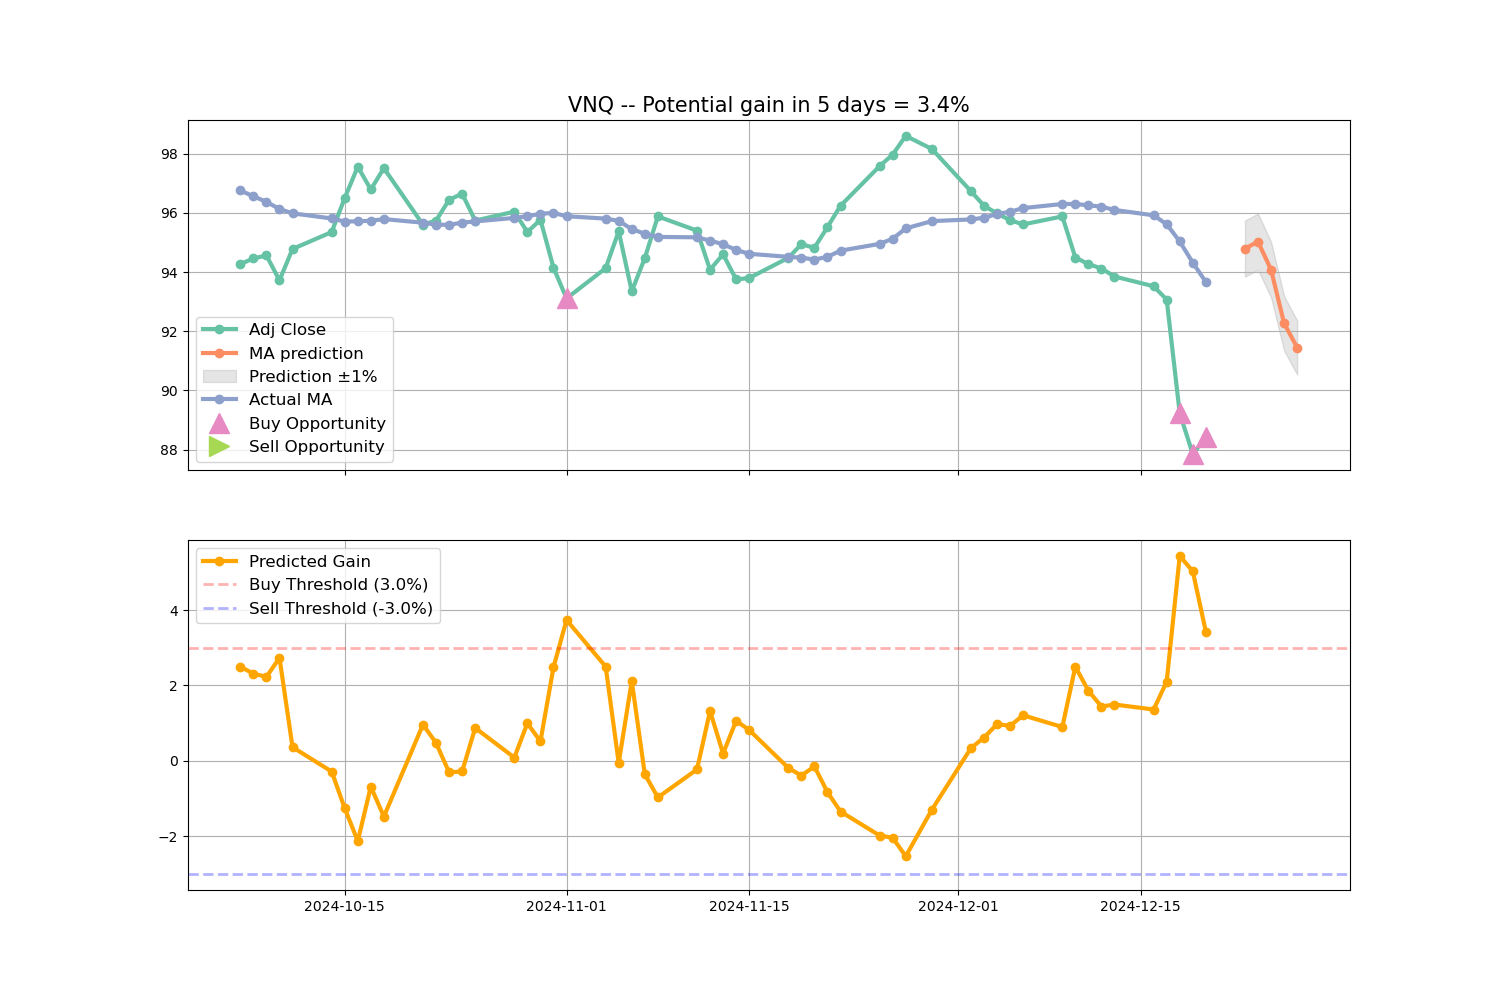 VNQ -- Potential gain in 5 days = 3.4%
98
96
94
92
90
88
Adj Close
MA prediction
Prediction ±1%
Actual MA
Buy Opportunity
Sell Opportunity
4
2
0
−2
Predicted Gain
Buy Threshold (3.0%)
Sell Threshold (-3.0%)
2024-10-15
2024-11-01
2024-11-15
2024-12-01
2024-12-15